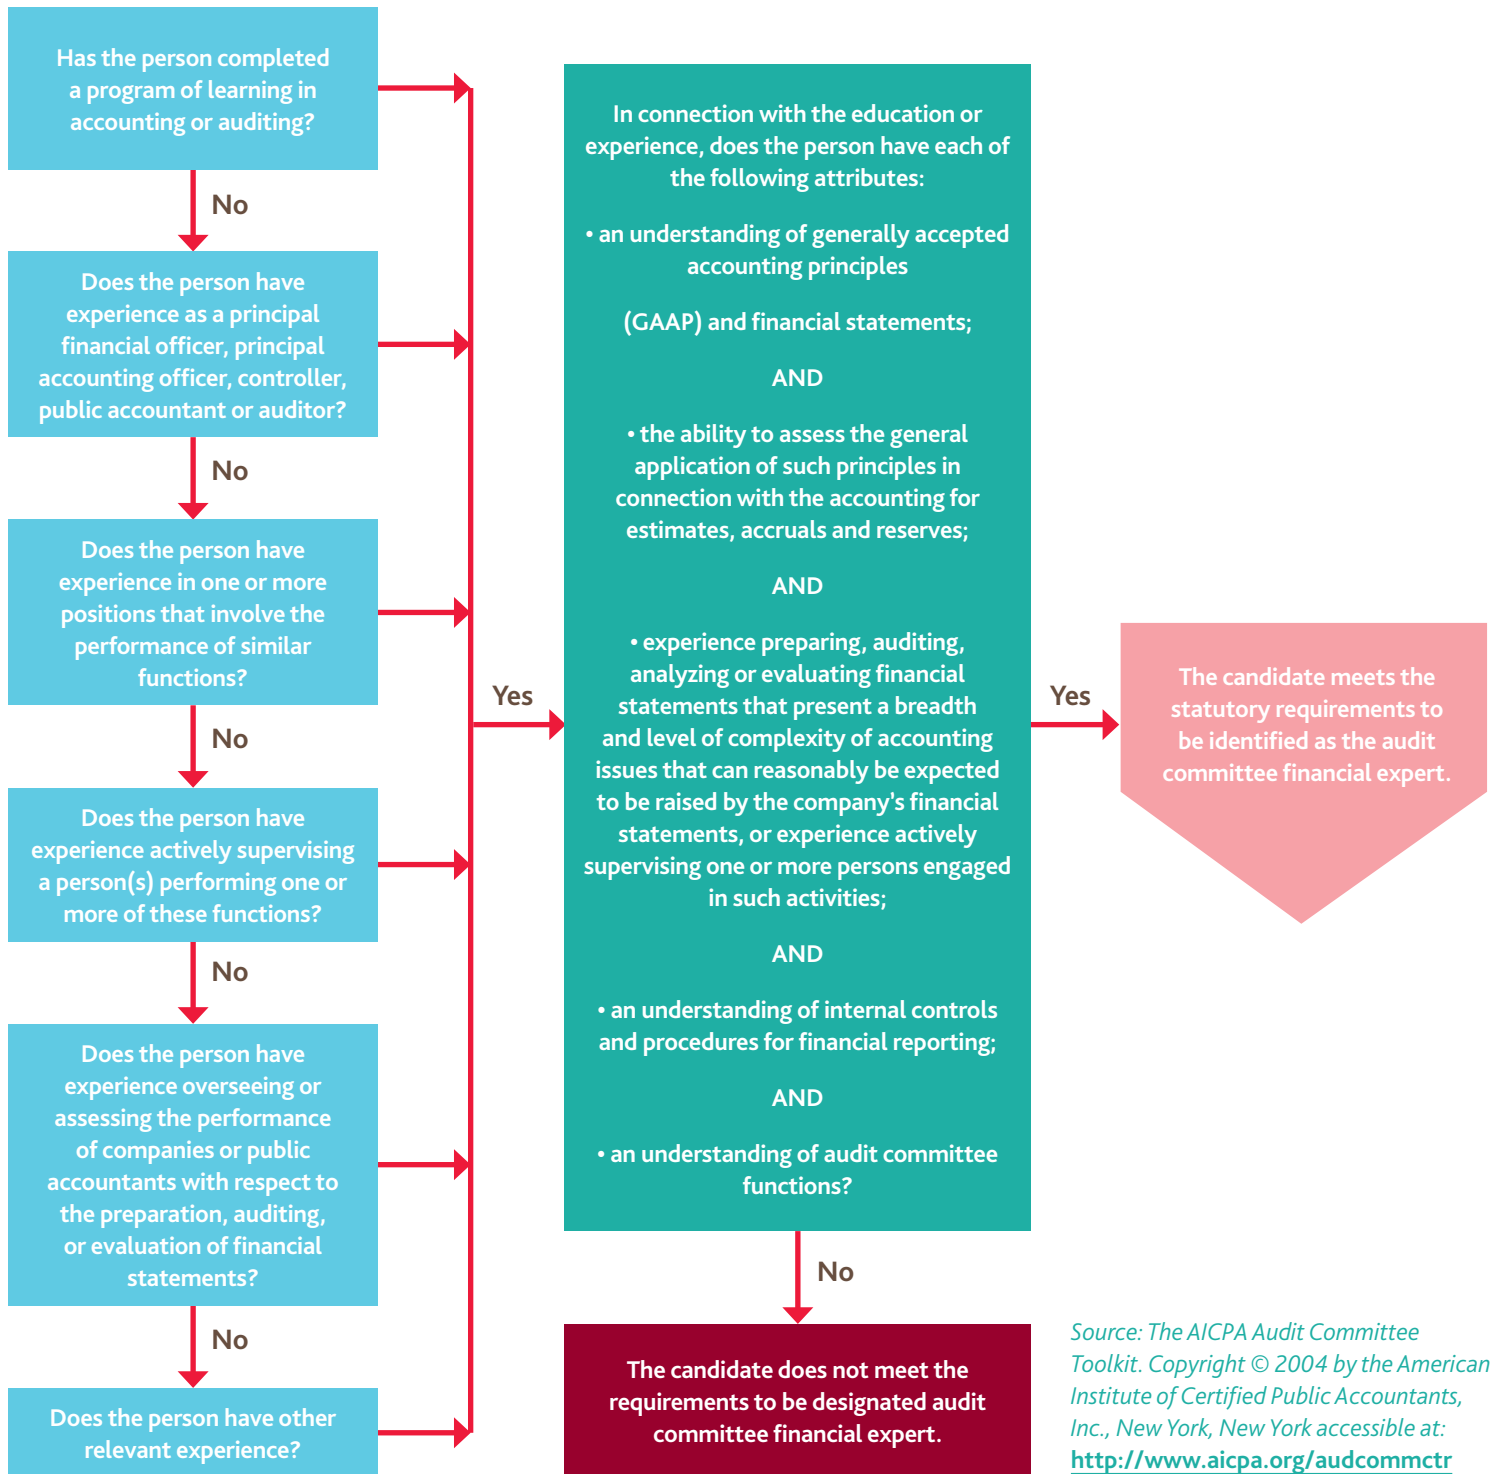 Has the person completed
a program of learning in
accounting or auditing?
No
Does the person have
experience as a principal
financial officer, principal
accounting officer, controller,
public accountant or auditor?
No
Does the person have
experience in one or more
positions that involve the
performance of similar
functions?
No
Does the person have
experience actively supervising
a person(s) performing one or
more of these functions?
No
Does the person have
experience overseeing or
assessing the performance
of companies or public
accountants with respect to
the preparation, auditing,
or evaluation of financial
statements?
No
Does the person have other
relevant experience?
Yes
In connection with the education or
experience, does the person have each of
the following attributes:
• an understanding of generally accepted
accounting principles
(GAAP) and financial statements;
AND
• the ability to assess the general
application of such principles in
connection with the accounting for
estimates, accruals and reserves;
AND
• experience preparing, auditing,
analyzing or evaluating financial
statements that present a breadth
and level of complexity of accounting
issues that can reasonably be expected
to be raised by the company's financial
statements, or experience actively
supervising one or more persons engaged
in such activities;
AND
• an understanding of internal controls
and procedures for financial reporting;
AND
• an understanding of audit committee
functions?
No
The candidate does not meet the
requirements to be designated audit
committee financial expert.
Yes
The candidate meets the
statutory requirements to
be identified as the audit
committee financial expert.
Source: The AICPA Audit Committee
Toolkit. Copyright © 2004 by the American
Institute of Certified Public Accountants,
Inc., New York, New York accessible at:
http://www.aicpa.org/audcommctr